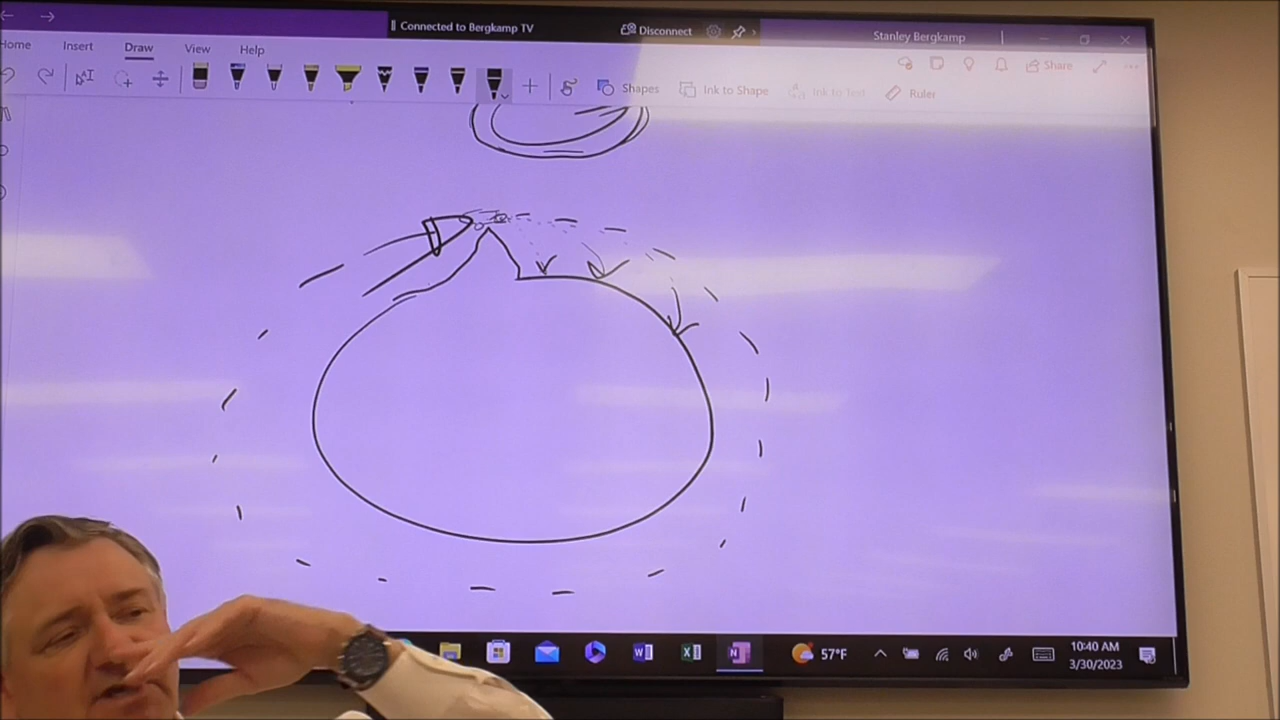 Connected to Bergkamp TV
Disconnect
Stanley Bergkamp
Home Insert Draw View Help
Share
Shapes
Ink to Shape
Ink to Text
Ruler
57°F
10:40 AM
3/30/2023